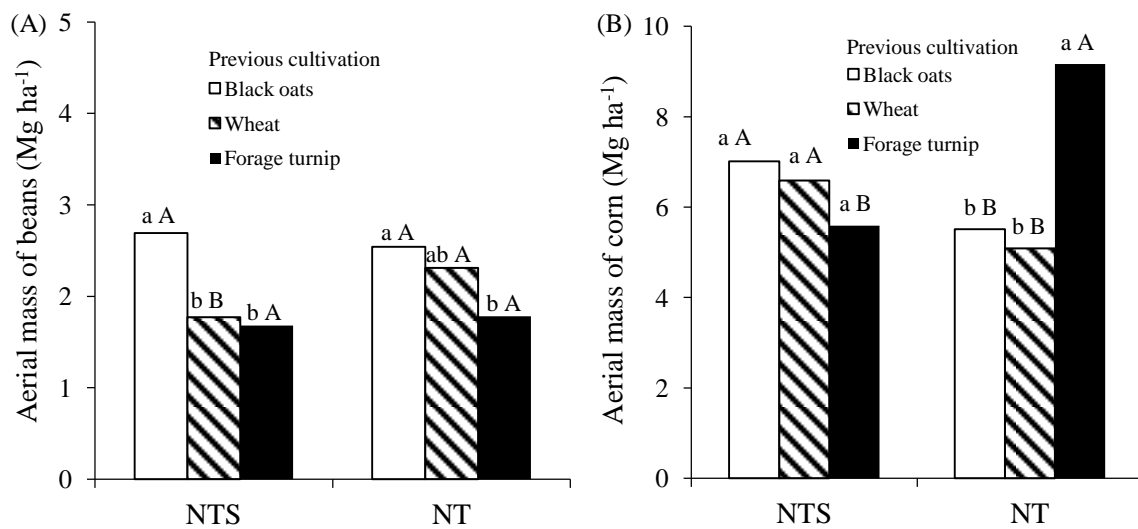 (A)
Aerial mass of beans (Mg ha⁻¹)
5
4
3
2
1
0
Previous cultivation
Black oats
Wheat
Forage turnip
a A
b B
b A
a A
ab A
b A
NTS
NT
(B)
Aerial mass of corn (Mg ha⁻¹)
10
8
6
4
2
0
Previous cultivation
Black oats
Wheat
Forage turnip
a A
a A
a B
b B
b B
a A
NTS
NT